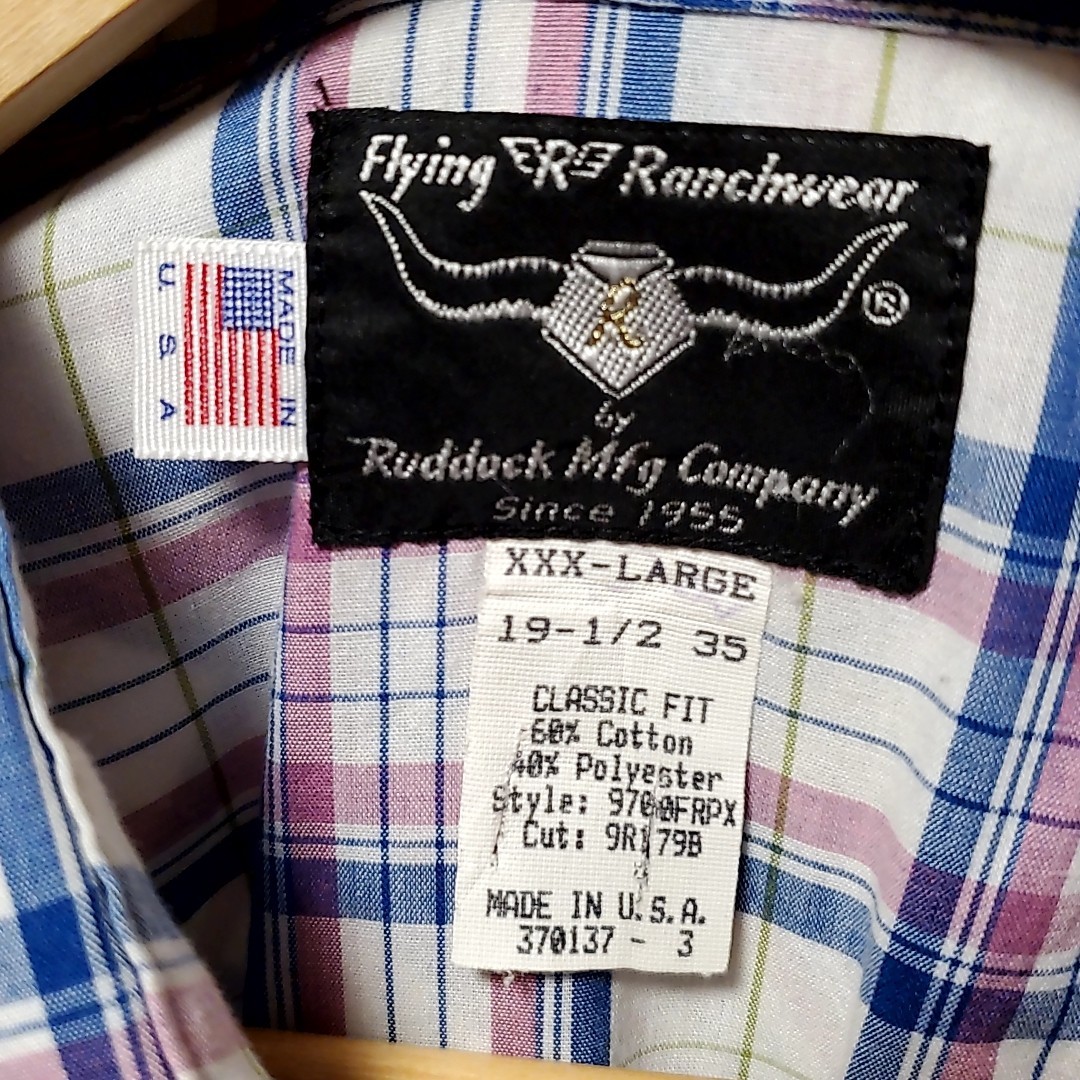 Flying R Ranchwear
R
®
by
Ruddock Mfg Company
Since 1955
MADE IN
U S A
XXX-LARGE
19-1/2 35
CLASSIC FIT
60% Cotton
40% Polyester
Style: 9700FRPX
Cut: 9R179B
MADE IN U.S.A.
370137 - 3